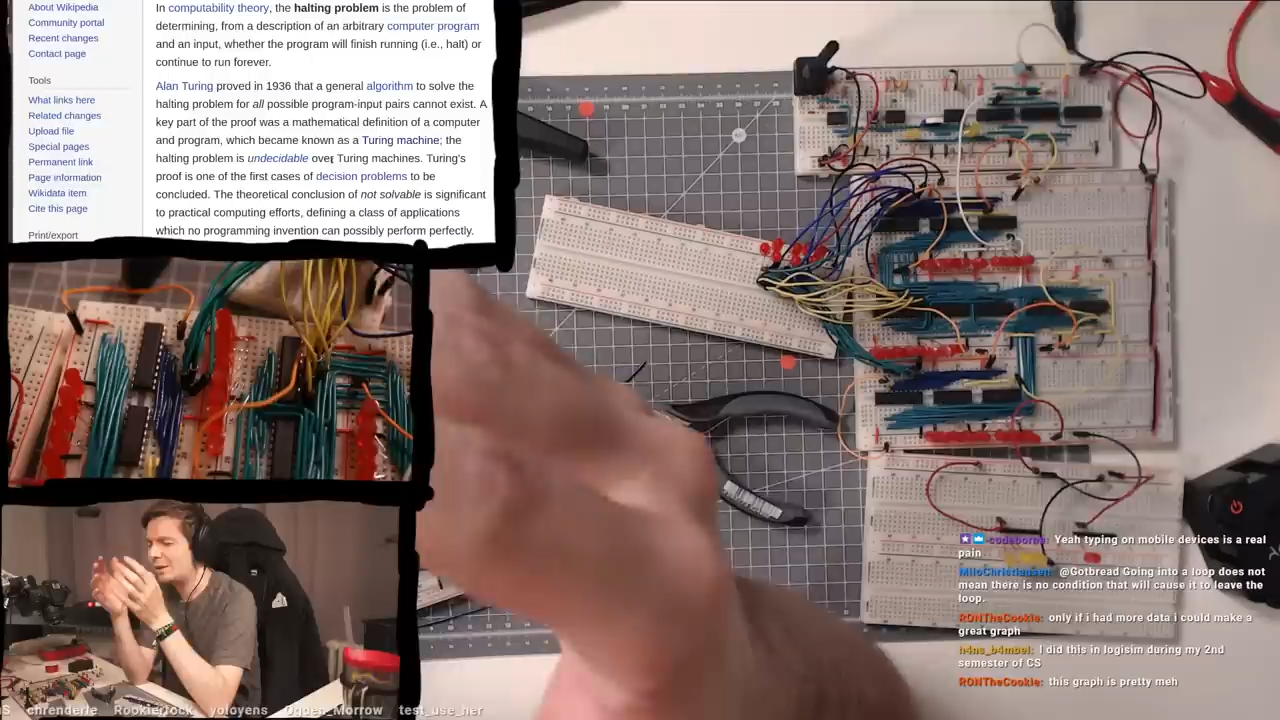 About Wikipedia
Community portal
Recent changes
Contact page
Tools
What links here
Related changes
Upload file
Special pages
Permanent link
Page information
Wikidata item
Cite this page
Print/export
In computability theory, the halting problem is the problem of
determining, from a description of an arbitrary computer program
and an input, whether the program will finish running (i.e., halt) or
continue to run forever.
Alan Turing proved in 1936 that a general algorithm to solve the
halting problem for all possible program-input pairs cannot exist. A
key part of the proof was a mathematical definition of a computer
and program, which became known as a Turing machine; the
halting problem is undecidable over Turing machines. Turing's
proof is one of the first cases of decision problems to be
concluded. The theoretical conclusion of not solvable is significant
to practical computing efforts, defining a class of applications
which no programming invention can possibly perform perfectly.
-codeborne: Yeah typing on mobile devices is a real
pain
MiloChristiansen: @Gotbread Going into a loop does not
mean there is no condition that will cause it to leave the
loop.
RONTheCookie: only if i had more data i could make a
great graph
h4ns_b4mbel: I did this in logisim during my 2nd
semester of CS
RONTheCookie: this graph is pretty meh
chrenderle Rookierlock yoloyens Ogden_Morrow test_use_her